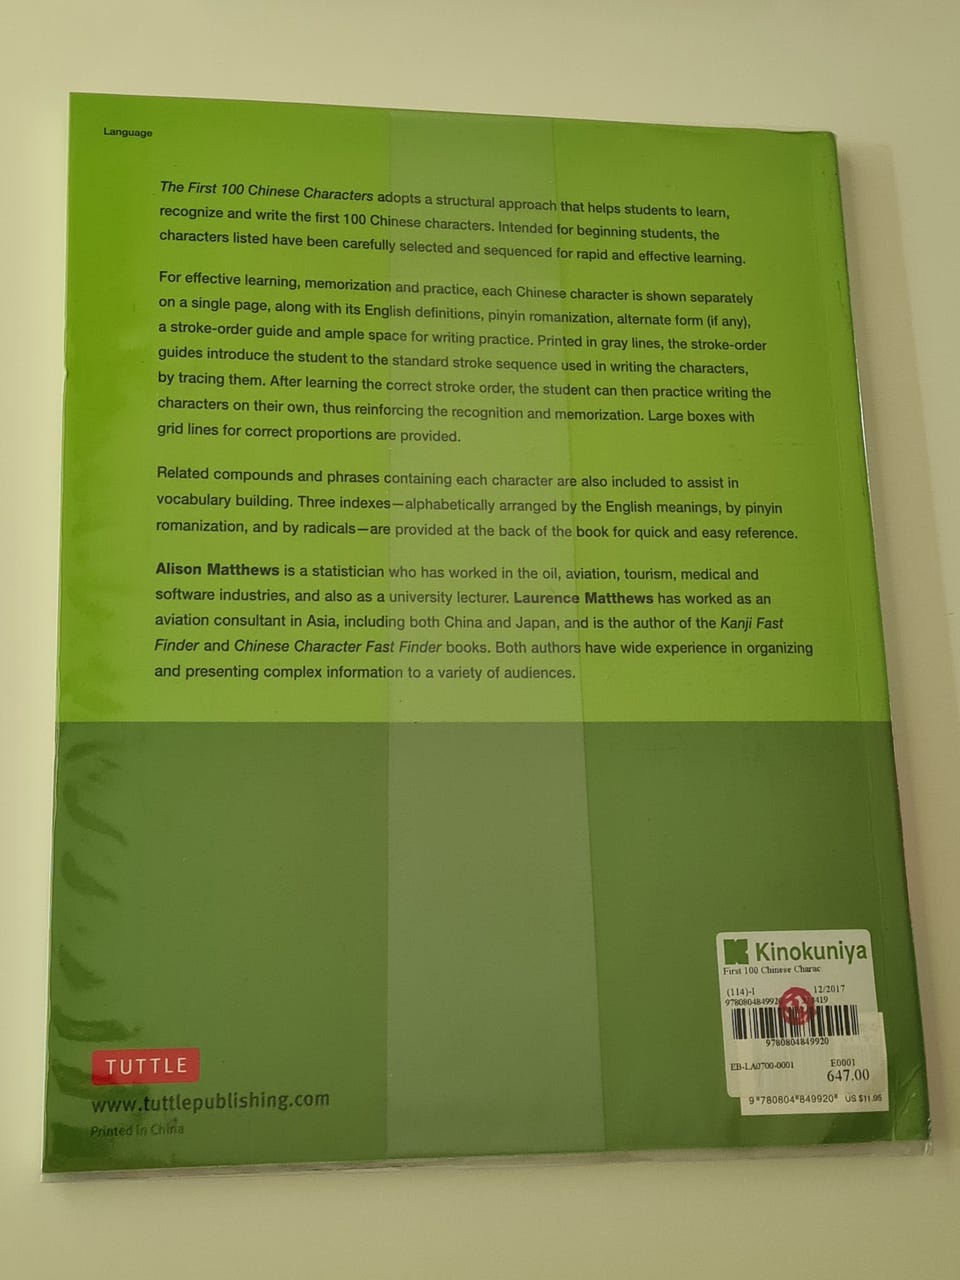 Language
The First 100 Chinese Characters adopts a structural approach that helps students to learn,
recognize and write the first 100 Chinese characters. Intended for beginning students, the
characters listed have been carefully selected and sequenced for rapid and effective learning.
For effective learning, memorization and practice, each Chinese character is shown separately
on a single page, along with its English definitions, pinyin romanization, alternate form (if any),
a stroke-order guide and ample space for writing practice. Printed in gray lines, the stroke-order
guides introduce the student to the standard stroke sequence used in writing the characters,
by tracing them. After learning the correct stroke order, the student can then practice writing the
characters on their own, thus reinforcing the recognition and memorization. Large boxes with
grid lines for correct proportions are provided.
Related compounds and phrases containing each character are also included to assist in
vocabulary building. Three indexes—alphabetically arranged by the English meanings, by pinyin
romanization, and by radicals—are provided at the back of the book for quick and easy reference.
Alison Matthews is a statistician who has worked in the oil, aviation, tourism, medical and
software industries, and also as a university lecturer. Laurence Matthews has worked as an
aviation consultant in Asia, including both China and Japan, and is the author of the Kanji Fast
Finder and Chinese Character Fast Finder books. Both authors have wide experience in organizing
and presenting complex information to a variety of audiences.
Kinokuniya
First 100 Chinese Charac
(114)-1 12/2017
9780804849920
EB-LA0700-0001 E0001
647.00
9 780804 849920 US $11.95
TUTTLE
www.tuttlepublishing.com
Printed in China